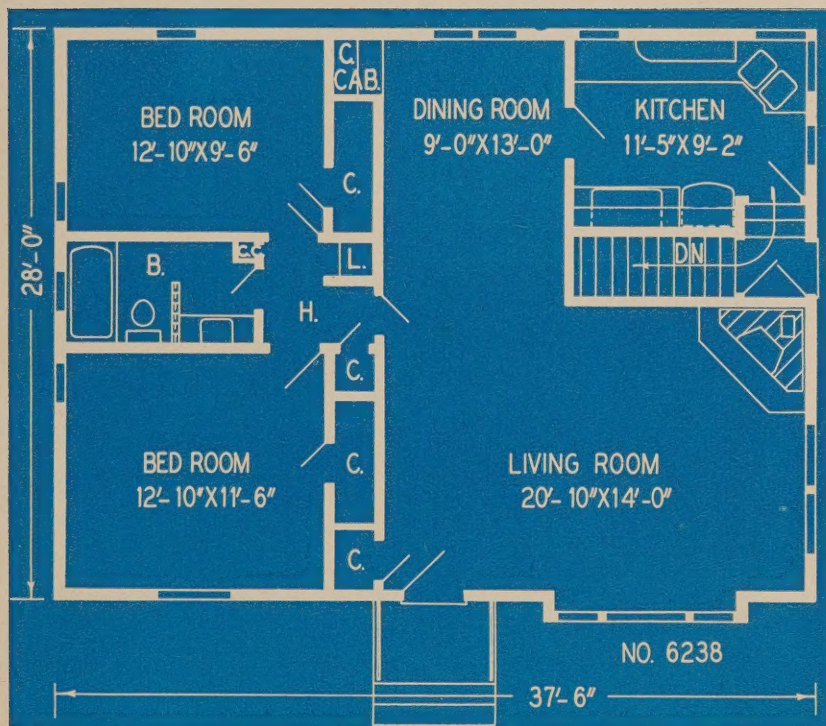 C.
CAB.
BED ROOM
12'-10"X9'-6"
DINING ROOM
9'-0"X13'-0"
KITCHEN
11'-5"X9'-2"
C.
28'-0"
B.
C.C.
L.
DN
H.
C.
BED ROOM
12'-10"X11'-6"
C.
LIVING ROOM
20'-10"X14'-0"
C.
NO. 6238
37'-6"